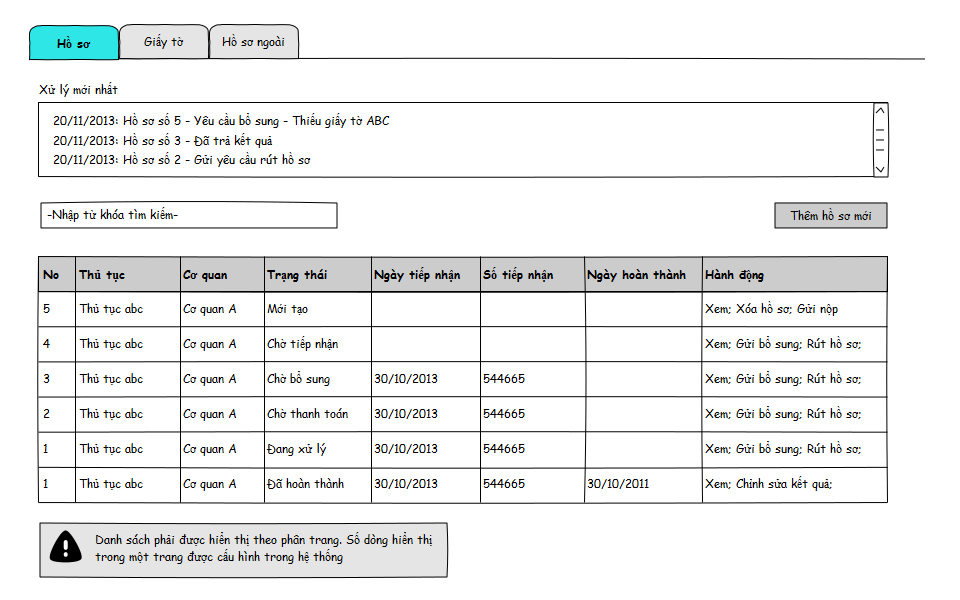 Hồ sơ Giấy tờ Hồ sơ ngoài
Xử lý mới nhất
20/11/2013: Hồ sơ số 5 - Yêu cầu bổ sung - Thiếu giấy tờ ABC
20/11/2013: Hồ sơ số 3 - Đã trả kết quả
20/11/2013: Hồ sơ số 2 - Gửi yêu cầu rút hồ sơ
-Nhập từ khóa tìm kiếm- Thêm hồ sơ mới
No Thủ tục Cơ quan Trạng thái Ngày tiếp nhận Số tiếp nhận Ngày hoàn thành Hành động
5 Thủ tục abc Cơ quan A Mới tạo Xem; Xóa hồ sơ; Gửi nộp
4 Thủ tục abc Cơ quan A Chờ tiếp nhận Xem; Gửi bổ sung; Rút hồ sơ;
3 Thủ tục abc Cơ quan A Chờ bổ sung 30/10/2013 544665 Xem; Gửi bổ sung; Rút hồ sơ;
2 Thủ tục abc Cơ quan A Chờ thanh toán 30/10/2013 544665 Xem; Gửi bổ sung; Rút hồ sơ;
1 Thủ tục abc Cơ quan A Đang xử lý 30/10/2013 544665 Xem; Gửi bổ sung; Rút hồ sơ;
1 Thủ tục abc Cơ quan A Đã hoàn thành 30/10/2013 544665 30/10/2011 Xem; Chỉnh sửa kết quả;
Danh sách phải được hiển thị theo phân trang. Số dòng hiển thị
trong một trang được cấu hình trong hệ thống